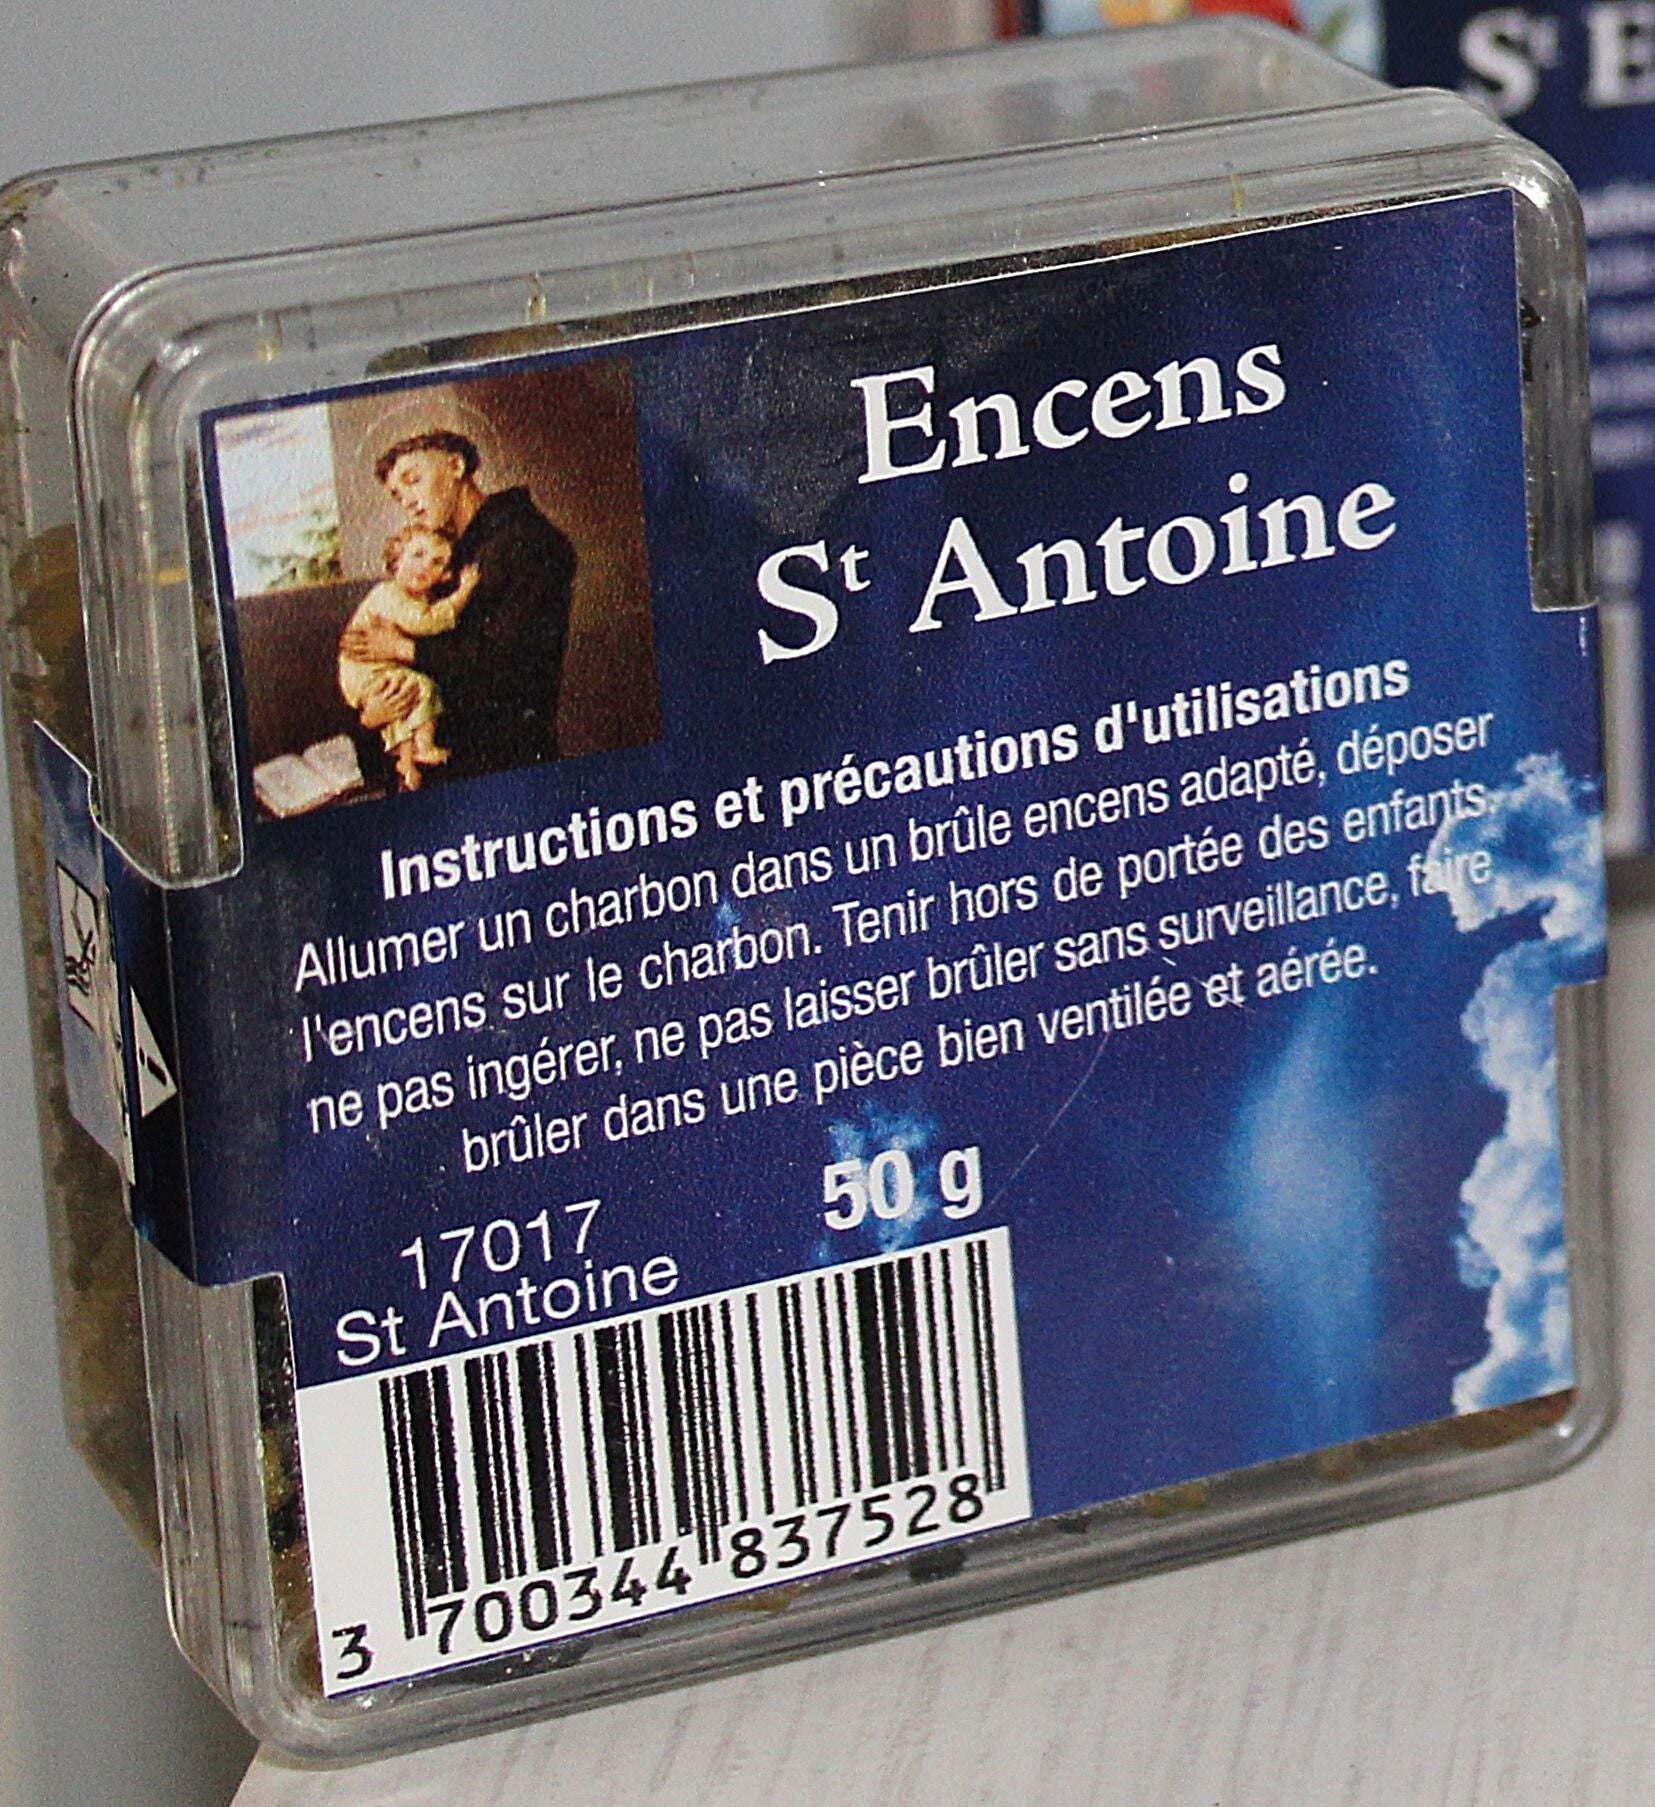 Encens
St Antoine
Instructions et précautions d'utilisations
Allumer un charbon dans un brûle encens adapté, déposer
l'encens sur le charbon. Tenir hors de portée des enfants,
ne pas ingérer, ne pas laisser brûler sans surveillance, faire
brûler dans une pièce bien ventilée et aérée.
17017
St Antoine
50 g
3 700344 837528
St E